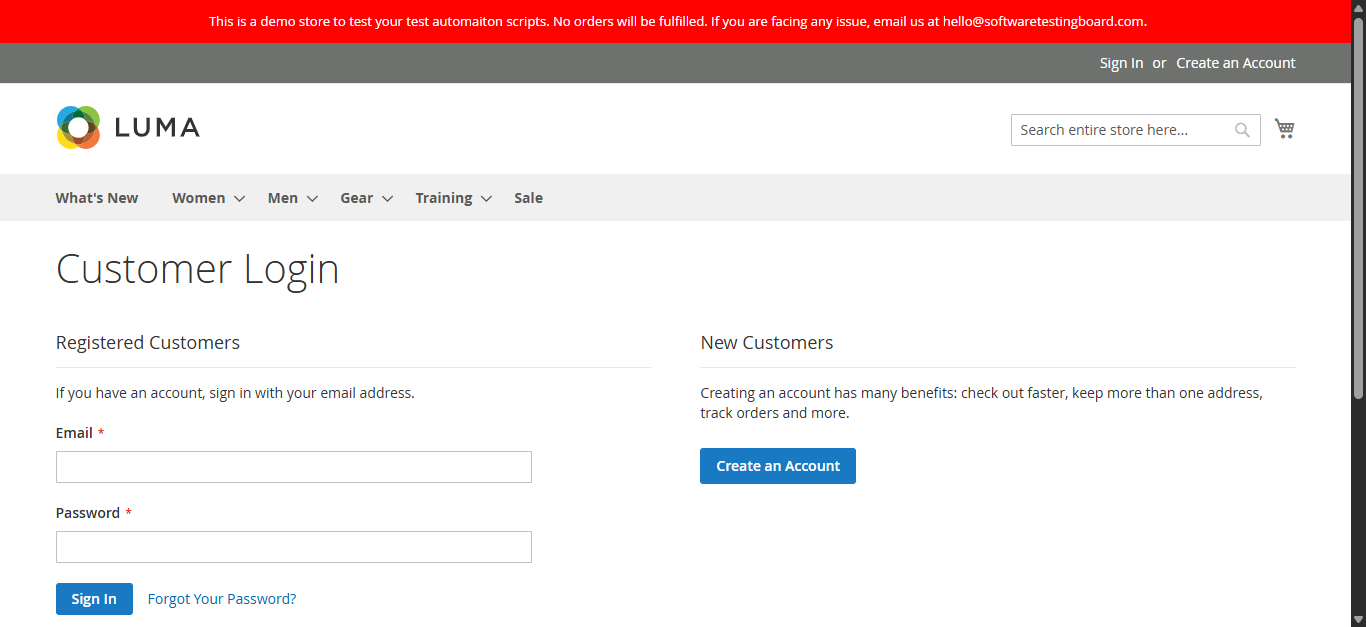 This is a demo store to test your test automaiton scripts. No orders will be fulfilled. If you are facing any issue, email us at hello@softwaretestingboard.com.
Sign In or Create an Account
LUMA
Search entire store here...
What's New Women Men Gear Training Sale
Customer Login
Registered Customers
If you have an account, sign in with your email address.
Email *
Password *
Sign In Forgot Your Password?
New Customers
Creating an account has many benefits: check out faster, keep more than one address,
track orders and more.
Create an Account